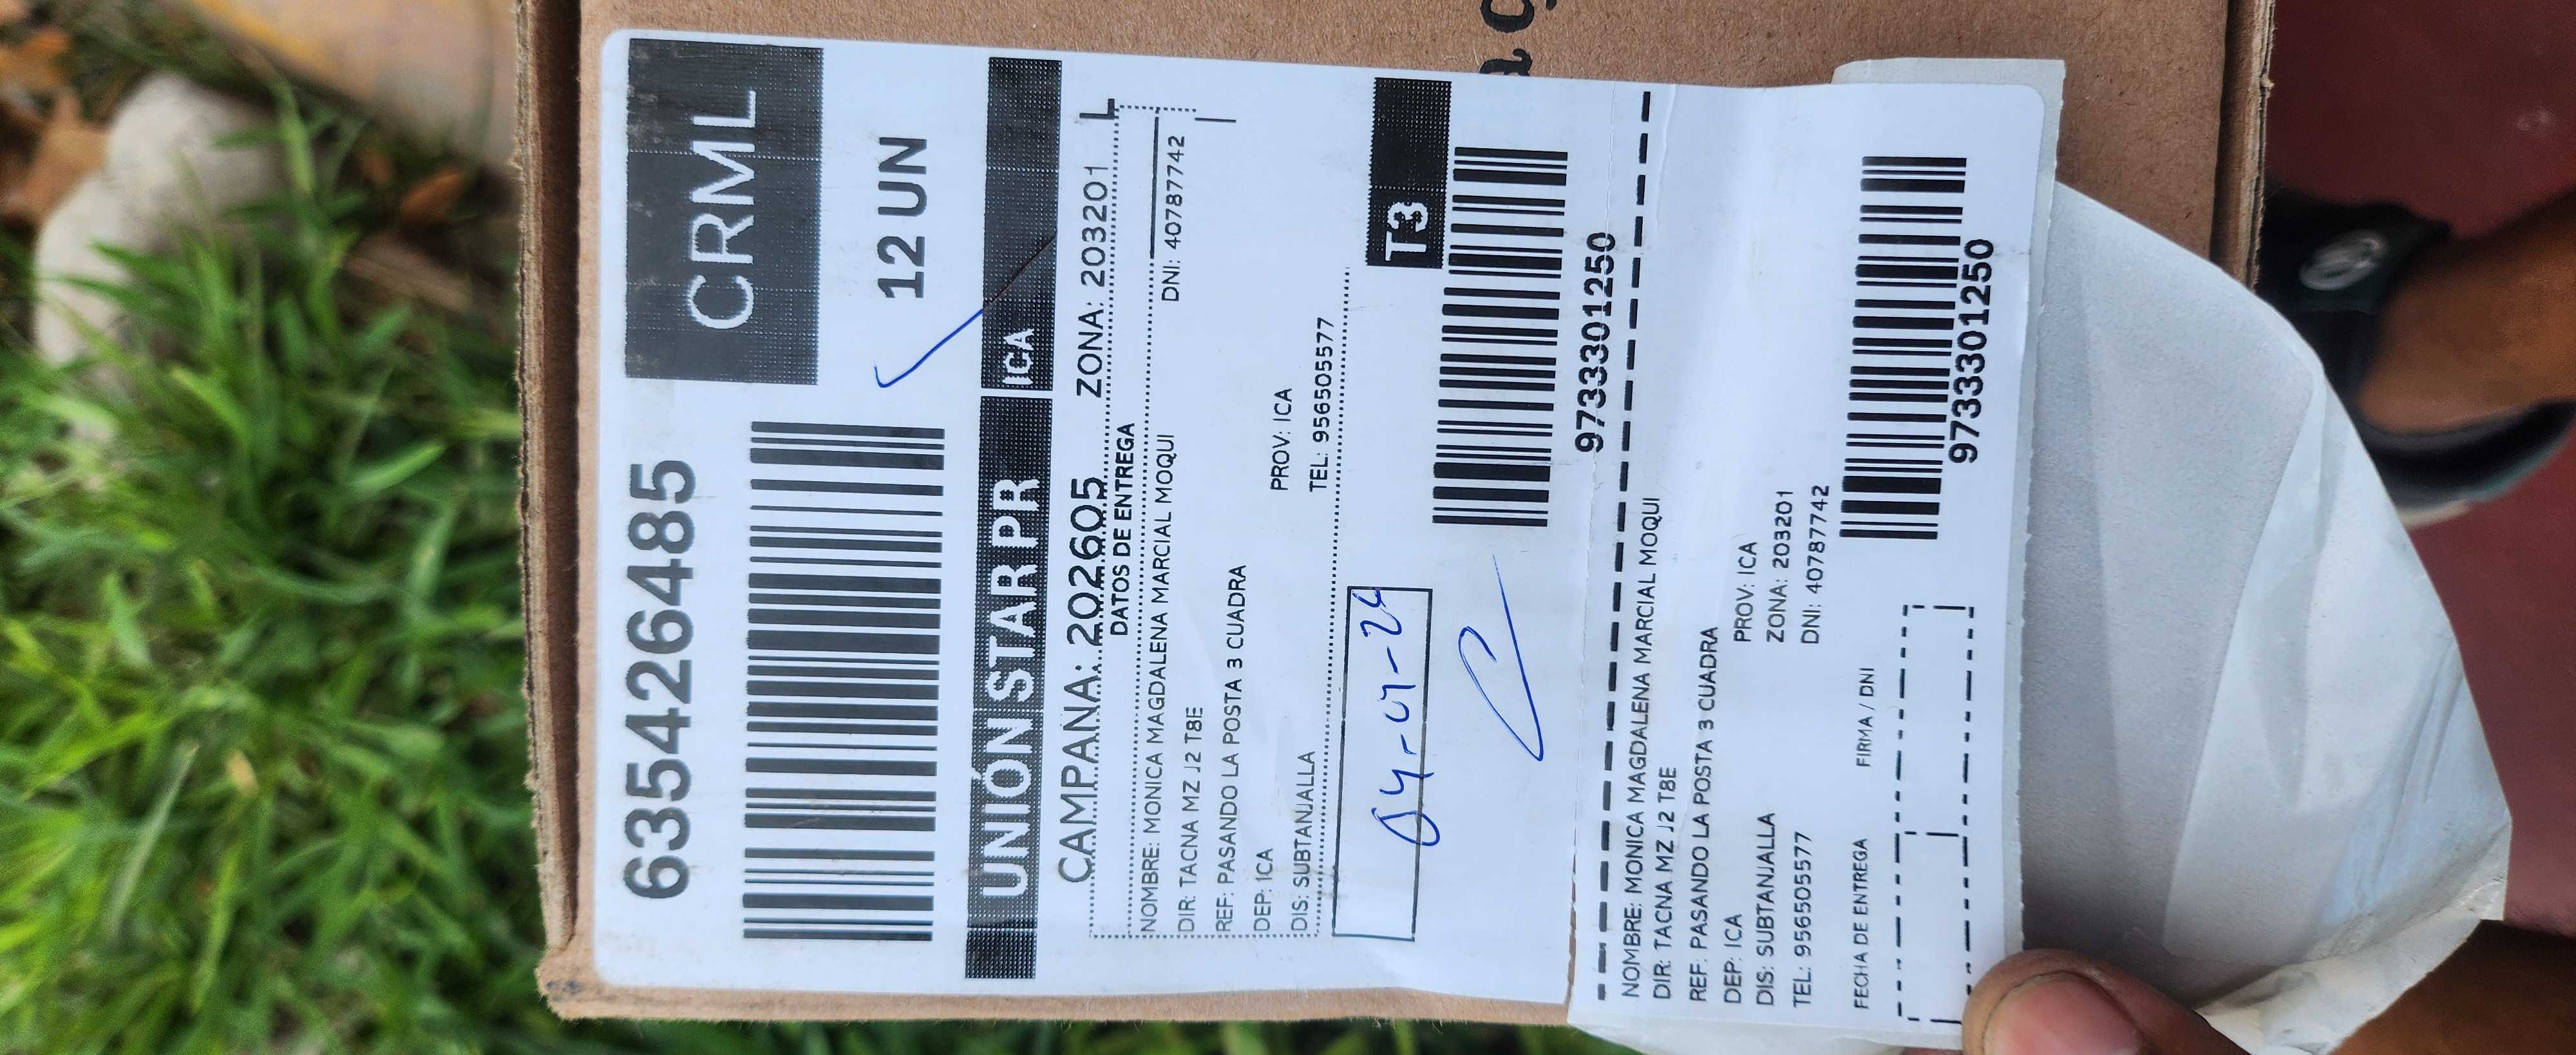 6354264485
CRML
12 UN
UNIÓN STAR PR ICA
CAMPANA: 202605 ZONA: 203201 L
DATOS DE ENTREGA
NOMBRE: MONICA MAGDALENA MARCIAL MOQUI
DNI: 40787742
DIR: TACNA MZ J2 T8E
REF: PASANDO LA POSTA 3 CUADRA
DEP: ICA PROV: ICA
DIS: SUBTANJALLA TEL: 956505577
T3
9733301250
NOMBRE: MONICA MAGDALENA MARCIAL MOQUI
DIR: TACNA MZ J2 T8E
REF: PASANDO LA POSTA 3 CUADRA
DEP: ICA PROV: ICA
DIS: SUBTANJALLA ZONA: 203201
TEL: 956505577 DNI: 40787742
FECHA DE ENTREGA FIRMA / DNI
9733301250